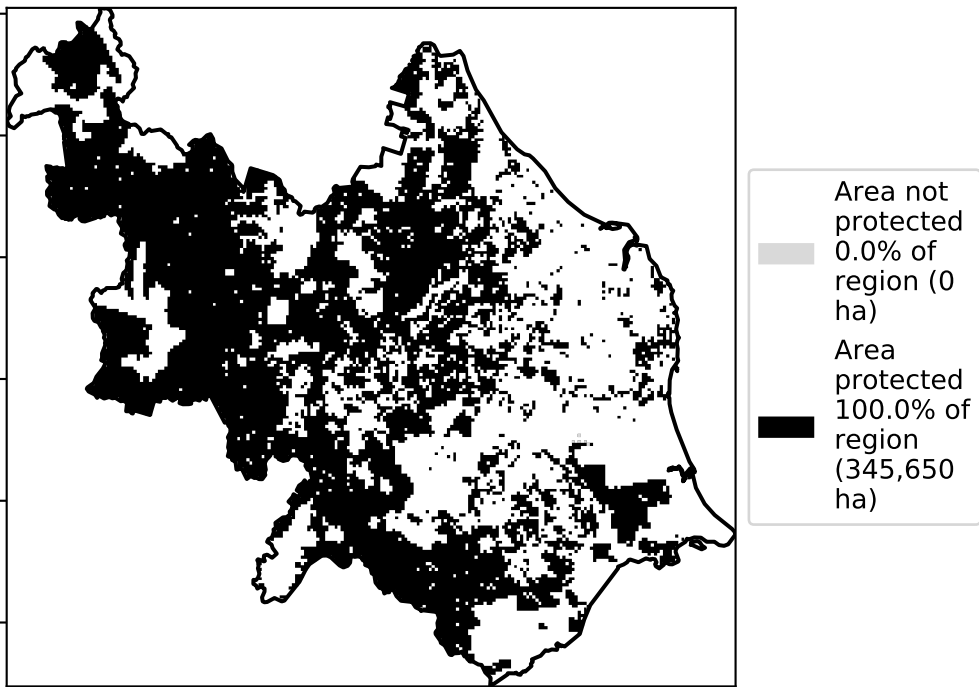 Area not
protected
0.0% of
region (0
ha)
Area
protected
100.0% of
region
(345,650
ha)